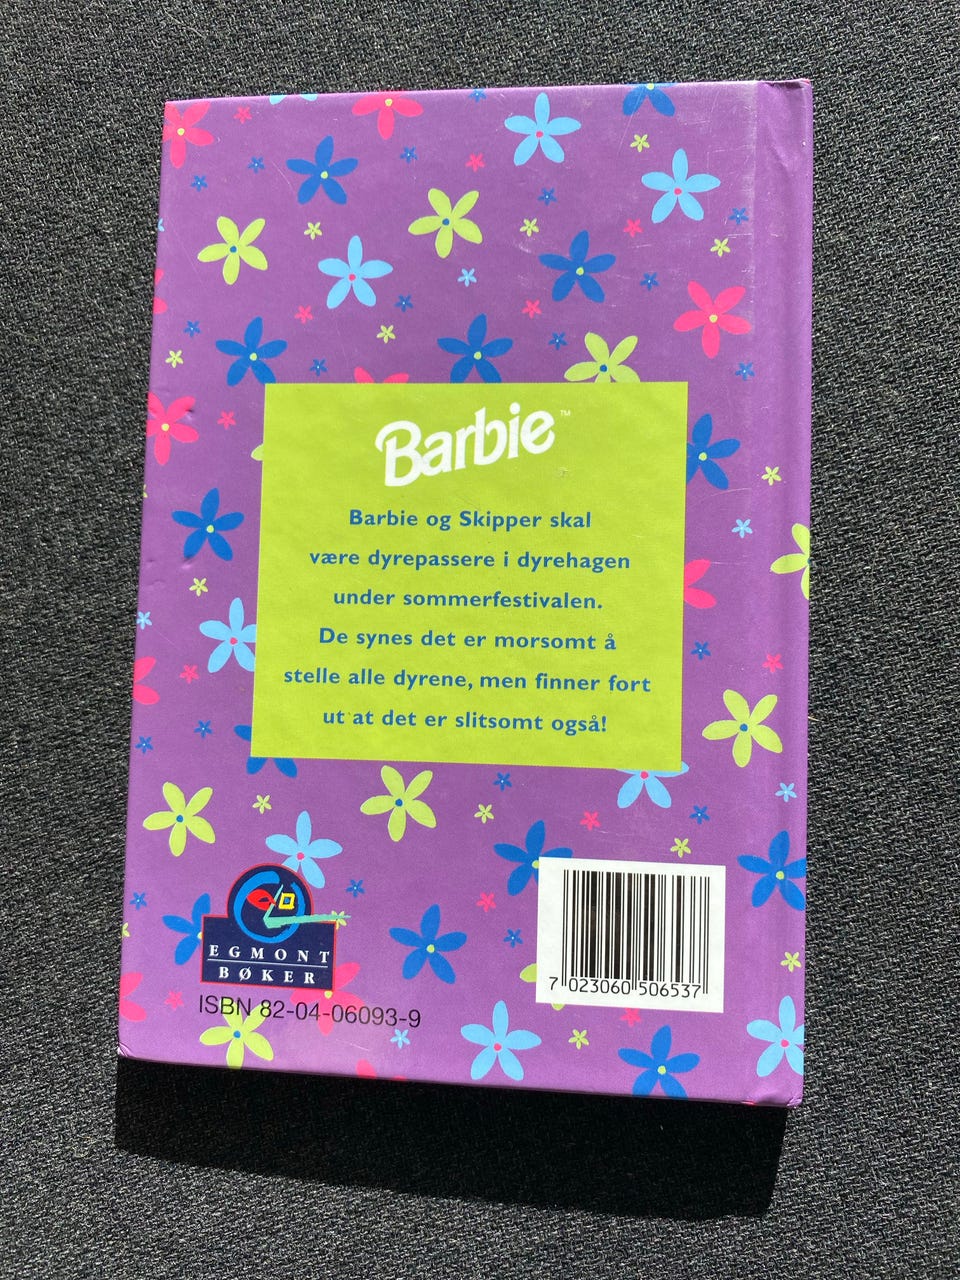 Barbie™
Barbie og Skipper skal
være dyrepassere i dyrehagen
under sommerfestivalen.
De synes det er morsomt å
stelle alle dyrene, men finner fort
ut at det er slitsomt også!
EGMONT
BØKER
ISBN 82-04-06093-9
7 023060 506537